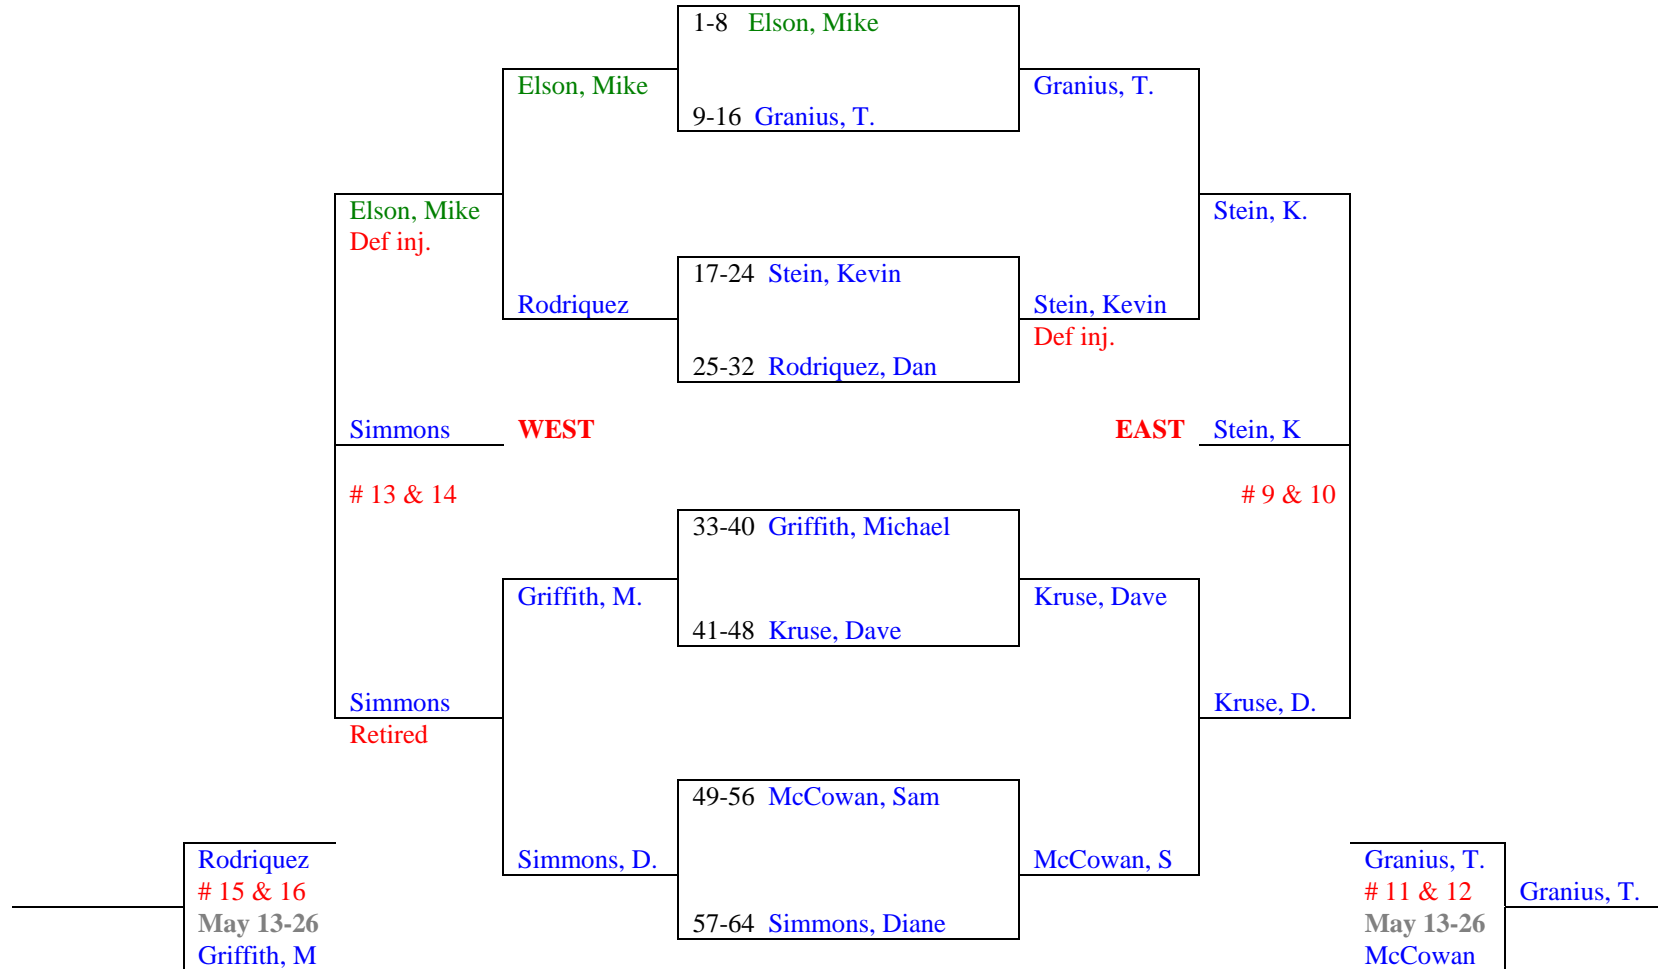 1-8 Elson, Mike
Elson, Mike
Granius, T.
9-16 Granius, T.
Elson, Mike
Def inj.
Stein, K.
17-24 Stein, Kevin
Rodriquez
Stein, Kevin
Def inj.
25-32 Rodriquez, Dan
Simmons
WEST
EAST
Stein, K
# 13 & 14
# 9 & 10
33-40 Griffith, Michael
Griffith, M.
Kruse, Dave
41-48 Kruse, Dave
Simmons
Retired
Kruse, D.
49-56 McCowan, Sam
Rodriquez
# 15 & 16
May 13-26
Griffith, M
Simmons, D.
McCowan, S
57-64 Simmons, Diane
Granius, T.
# 11 & 12
May 13-26
McCowan
Granius, T.